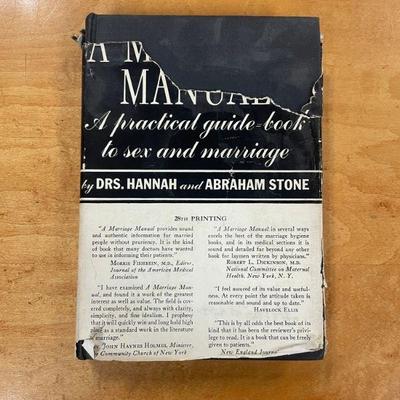 A M
MANUAL
A practical guide-book
to sex and marriage
by DRS. HANNAH and ABRAHAM STONE
28TH PRINTING
"A Marriage Manual provides sound
and authentic information for married
people without pruriency. It is the
kind of book that many doctors have
wanted to use in informing their patients."
MORRIS FISHBEIN, M.D., Editor,
Journal of the American Medical
Association
"I have examined A Marriage Man-
ual, and found it a work of the greatest
interest as well as value. The field is
covered completely, and always with clarity,
simplicity, and fine idealism. I prophesy
that it will quickly win and long hold high
place as a standard work in the literature
of marriage."
JOHN HAYNES HOLMES, Minister,
Community Church of New York
"A Marriage Manual in several ways
excels the best of the marriage hygiene
books, and in its medical sections it is
sound and detailed far beyond any other
book for laymen written by physicians."
ROBERT L. DICKINSON, M.D.
National Committee on Maternal
Health, New York, N. Y.
"I feel assured of its value and useful-
ness. At every point the attitude taken is
reasonable and sound and up to date."
HAVELOCK ELLIS
"This is by all odds the best book of its
kind that it has been the reviewer's privi-
lege to read. It is a book that can be freely
given to patients."
New England Journal